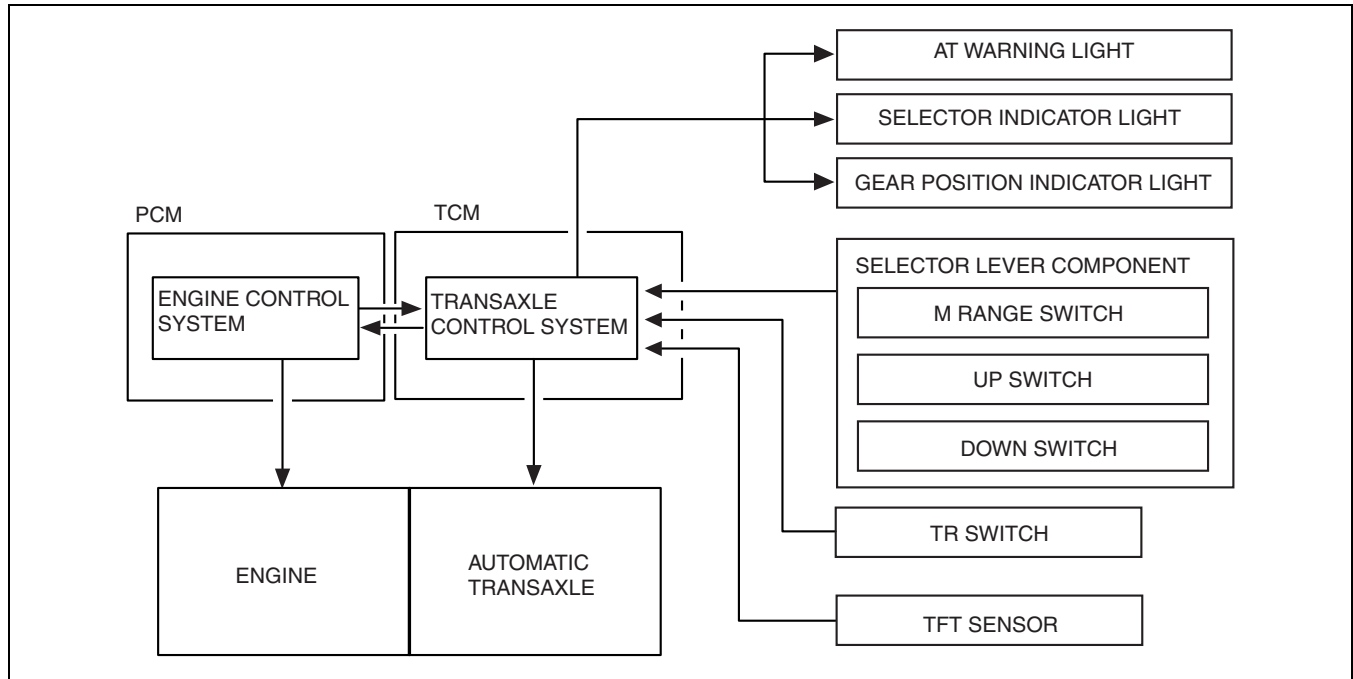 AT WARNING LIGHT
SELECTOR INDICATOR LIGHT
GEAR POSITION INDICATOR LIGHT
PCM
TCM
ENGINE CONTROL
SYSTEM
TRANSAXLE
CONTROL SYSTEM
SELECTOR LEVER COMPONENT
M RANGE SWITCH
UP SWITCH
DOWN SWITCH
TR SWITCH
TFT SENSOR
ENGINE
AUTOMATIC
TRANSAXLE